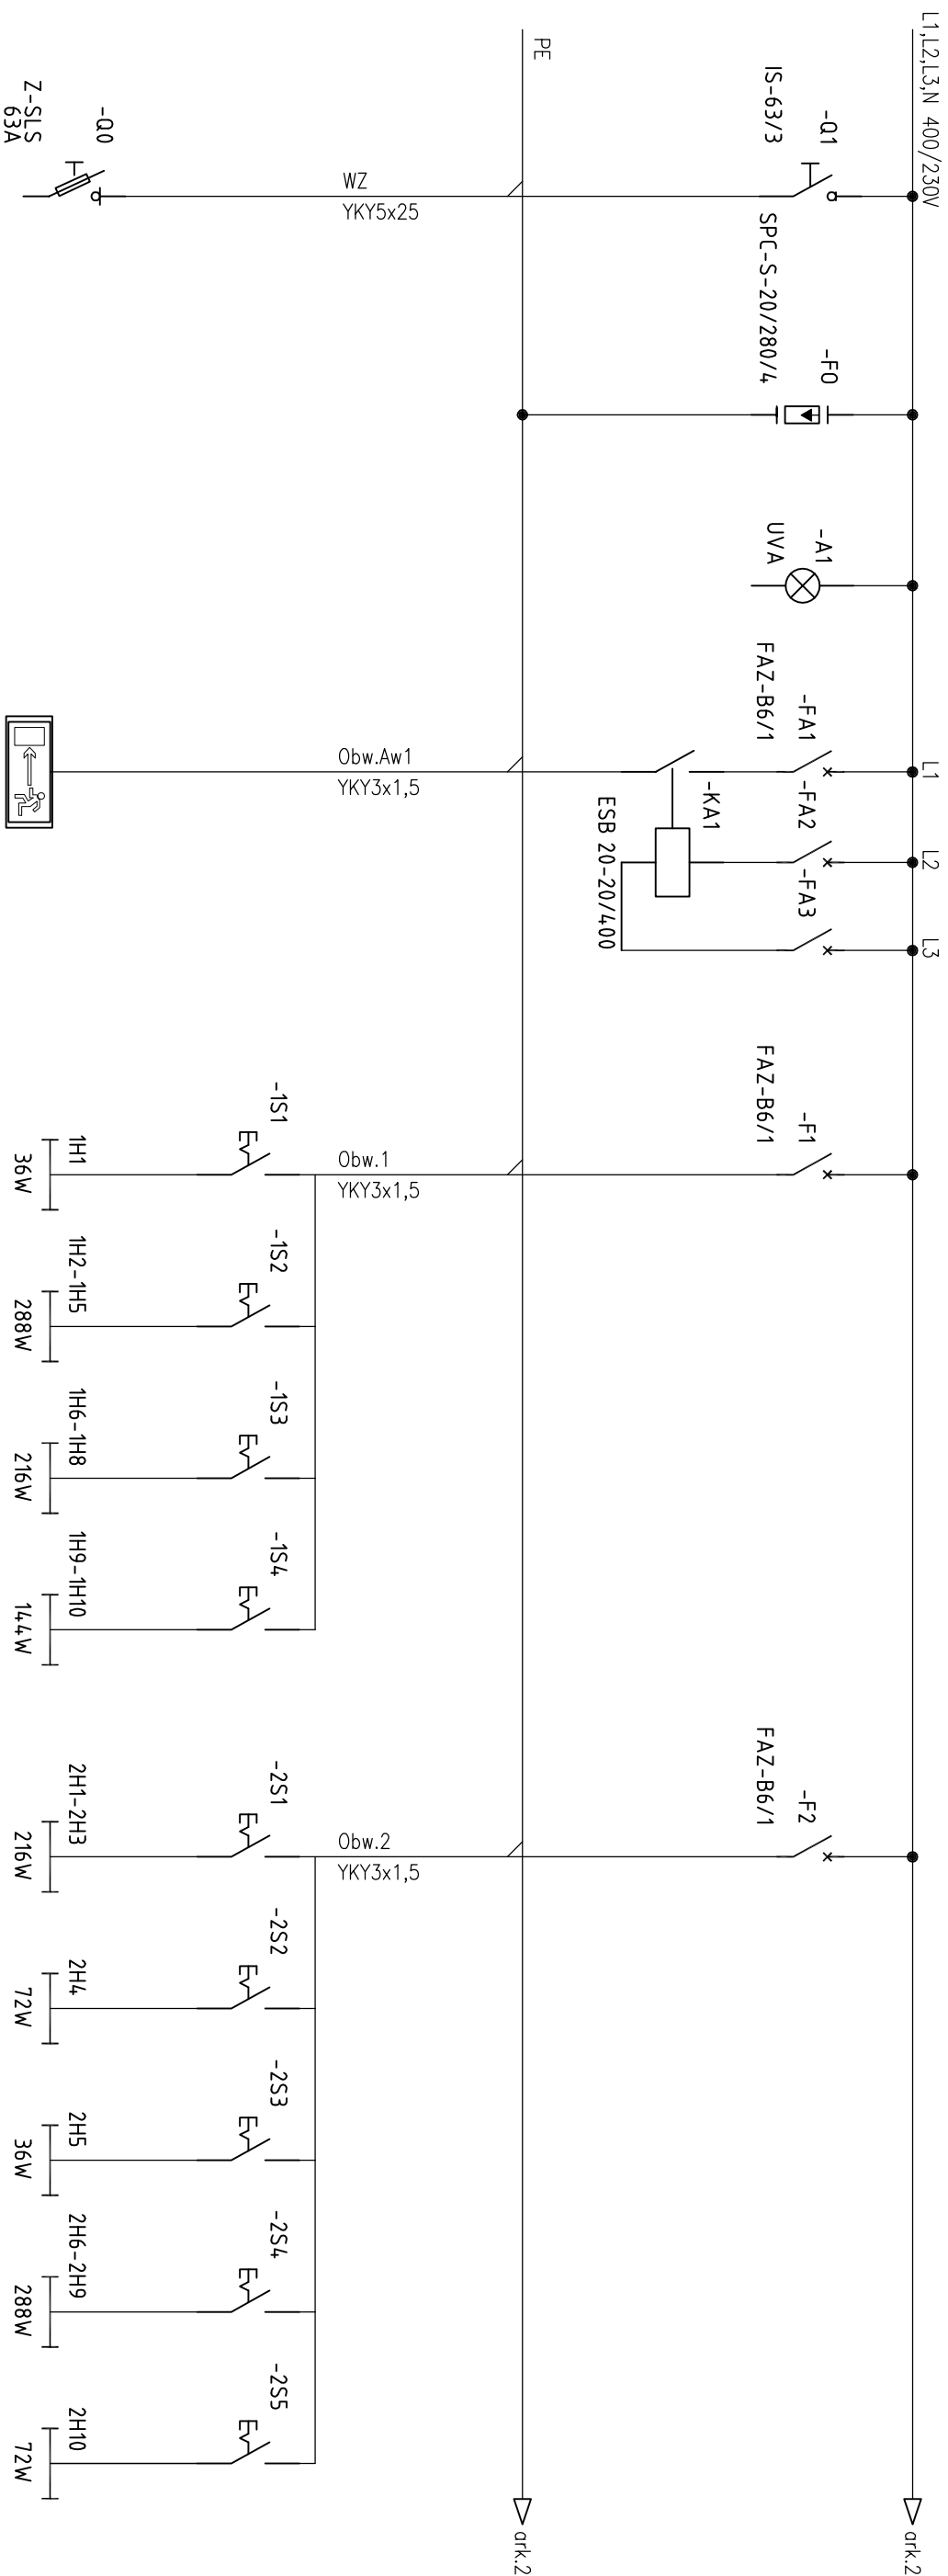 L1,L2,L3,N 400/230V
L1
L2
L3
ark.2
-Q1
IS-63/3
-F0
SPC-S-20/280/4
-A1
UVA
-FA1
FAZ-B6/1
-FA2
-FA3
-KA1
ESB 20-20/400
-F1
FAZ-B6/1
-F2
FAZ-B6/1
PE
ark.2
WZ
YKY5x25
Obw.Aw1
YKY3x1,5
Obw.1
YKY3x1,5
Obw.2
YKY3x1,5
-1S1
-1S2
-1S3
-1S4
-2S1
-2S2
-2S3
-2S4
-2S5
-Q0
Z-SLS
63A
1H1
36W
1H2-1H5
288W
1H6-1H8
216W
1H9-1H10
144W
2H1-2H3
216W
2H4
72W
2H5
36W
2H6-2H9
288W
2H10
72W